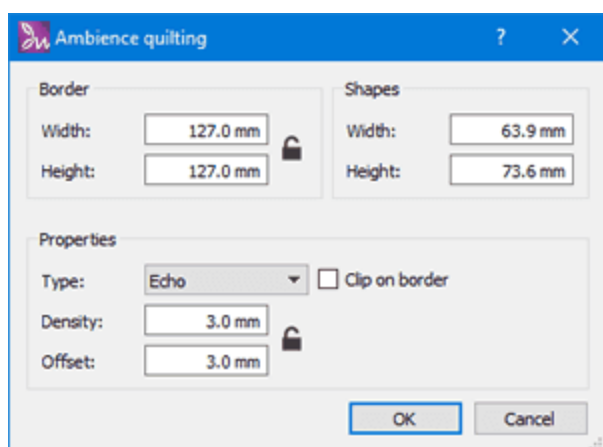 Ambience quilting ?
Border
Width: 127.0 mm
Height: 127.0 mm
Shapes
Width: 63.9 mm
Height: 73.6 mm
Properties
Type: Echo Clip on border
Density: 3.0 mm
Offset: 3.0 mm
OK Cancel